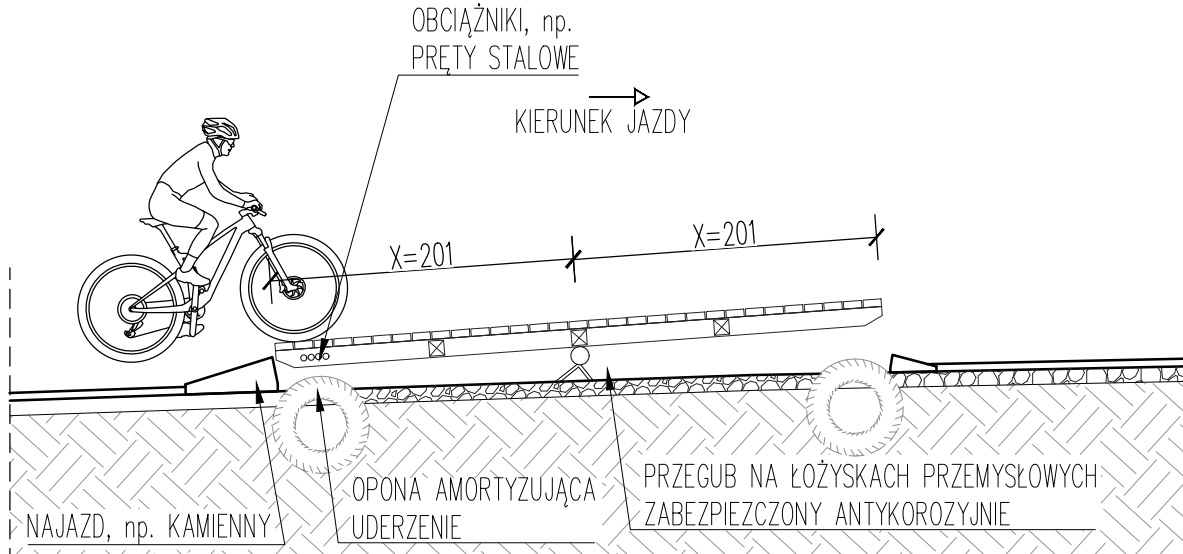 OBCIĄŻNIKI, np.
PRĘTY STALOWE
KIERUNEK JAZDY
X=201
X=201
PRZEGUB NA ŁOŻYSKACH PRZEMYSŁOWYCH
ZABEZPIEZCZONY ANTYKOROZYJNIE
OPONA AMORTYZUJĄCA
UDERZENIE
NAJAZD, np. KAMIENNY